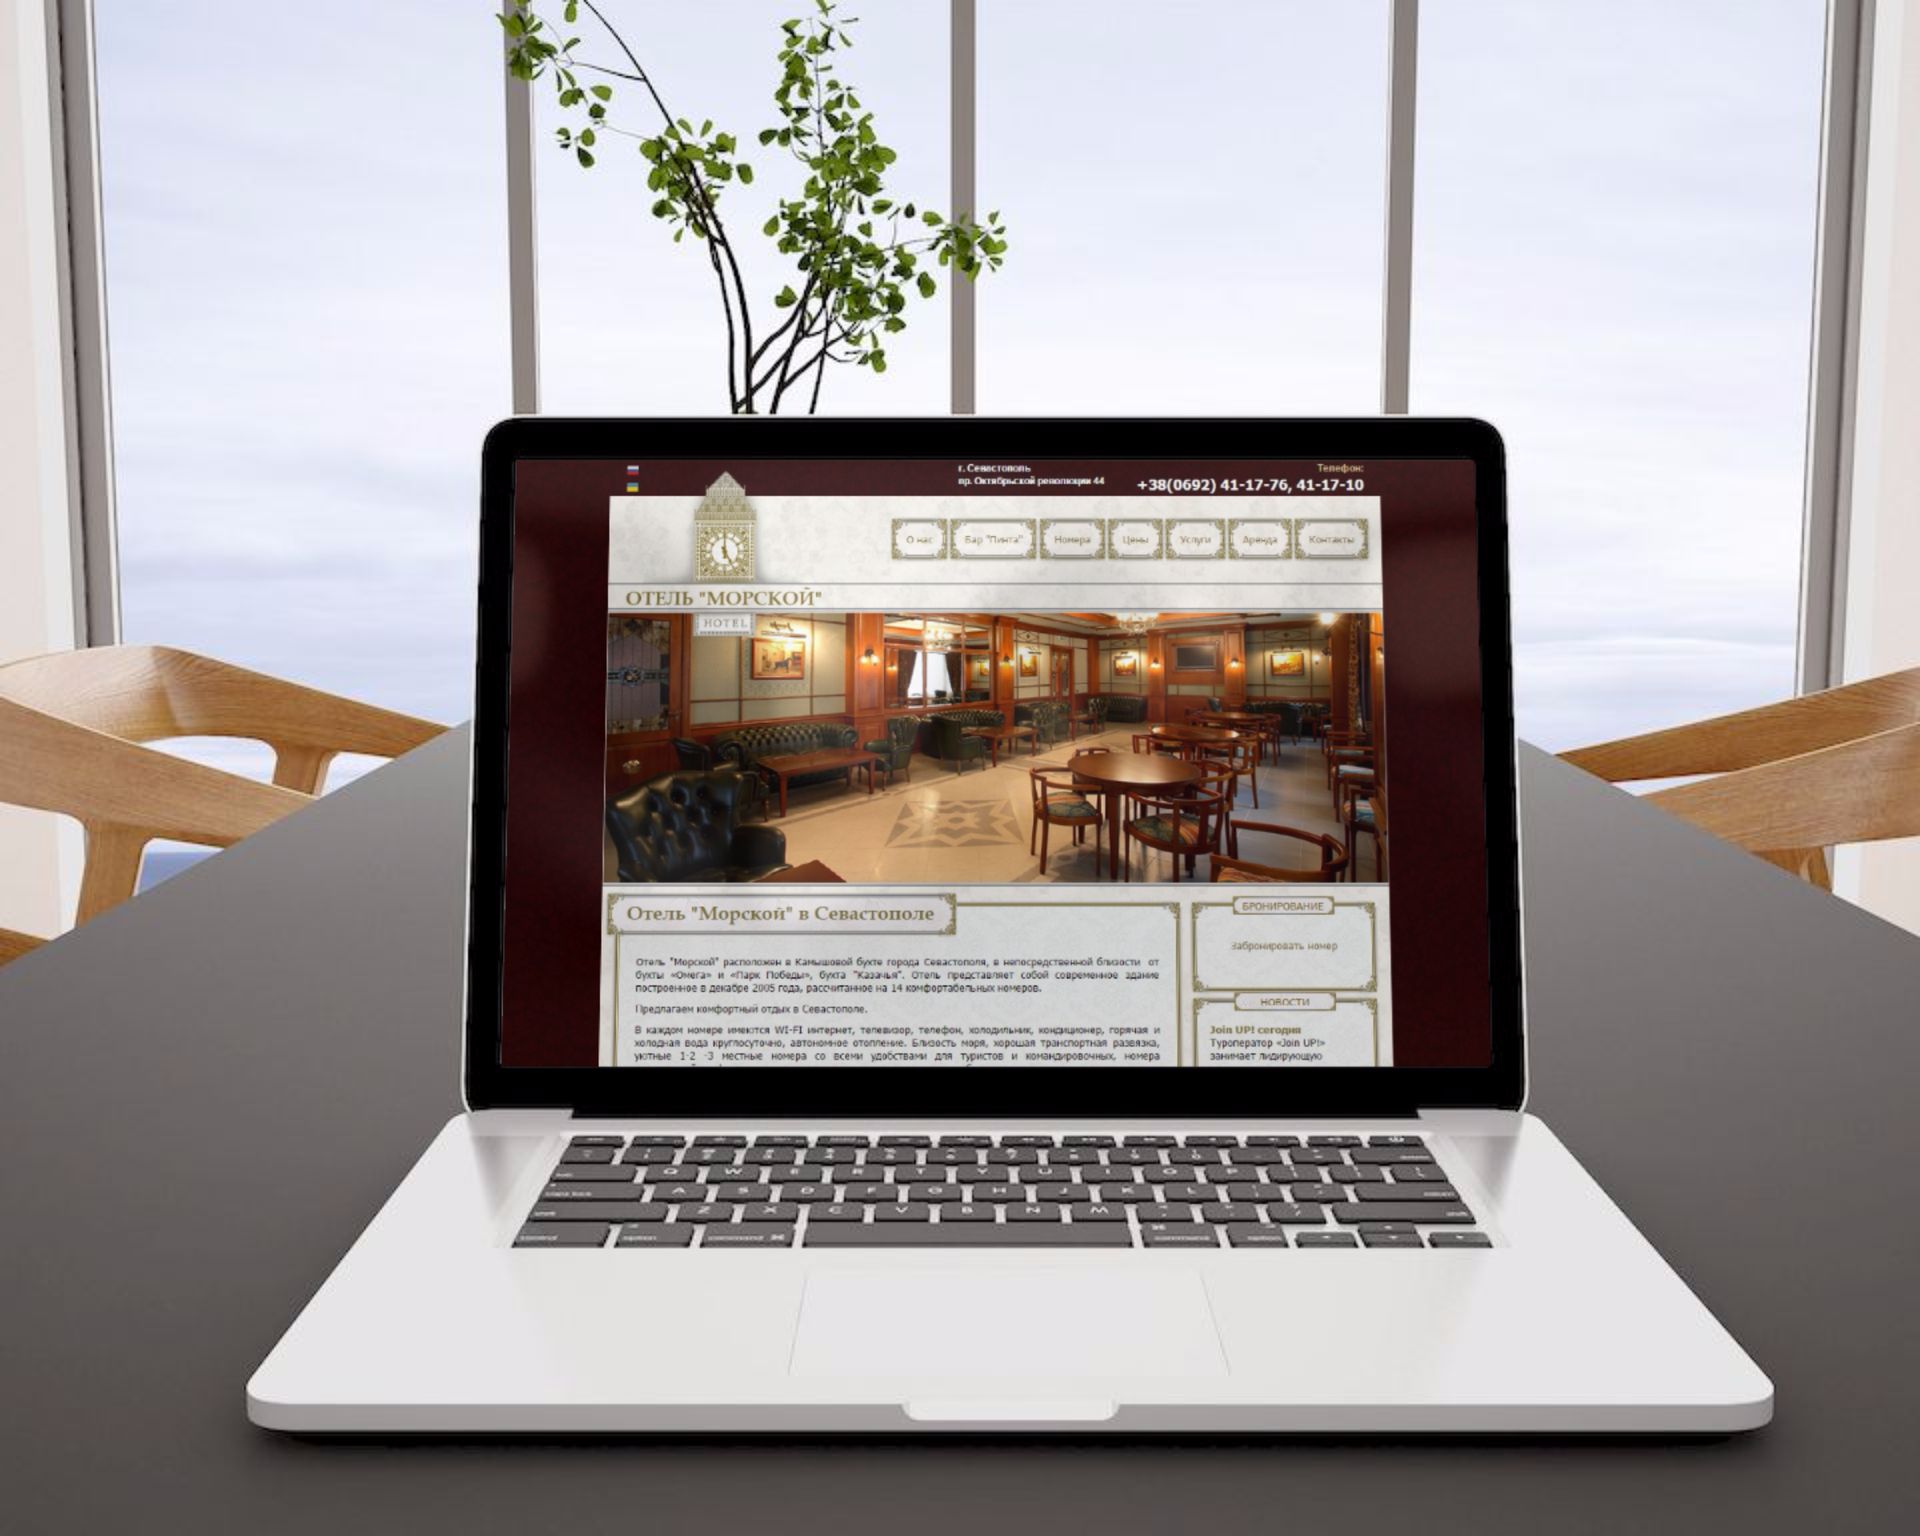 г. Севастополь
пр. Октябрьской революции 44
Телефон:
+38(0692) 41-17-76, 41-17-10
О нас
Бар "Пинта"
Номера
Цены
Услуги
Аренда
Контакты
ОТЕЛЬ "МОРСКОЙ"
HOTEL
Отель "Морской" в Севастополе
Отель "Морской" расположен в Камышовой бухте города Севастополя, в непосредственной близости от
бухты «Омега» и «Парк Победы», бухта "Казачья". Отель представляет собой современное здание
построенное в декабре 2005 года, рассчитанное на 14 комфортабельных номеров.
Предлагаем комфортный отдых в Севастополе.
В каждом номере имеются WI-FI интернет, телевизор, телефон, холодильник, кондиционер, горячая и
холодная вода круглосуточно, автономное отопление. Близость моря, хорошая транспортная развязка,
уютные 1-2 -3 местные номера со всеми удобствами для туристов и командировочных, номера
БРОНИРОВАНИЕ
Забронировать номер
НОВОСТИ
Join UP! сегодня
Туроператор «Join UP!»
занимает лидирующую
Q W E R T Y U I O P
A S D F G H J K L
Z X C V B N M
control option command ⌘
⌘ command option